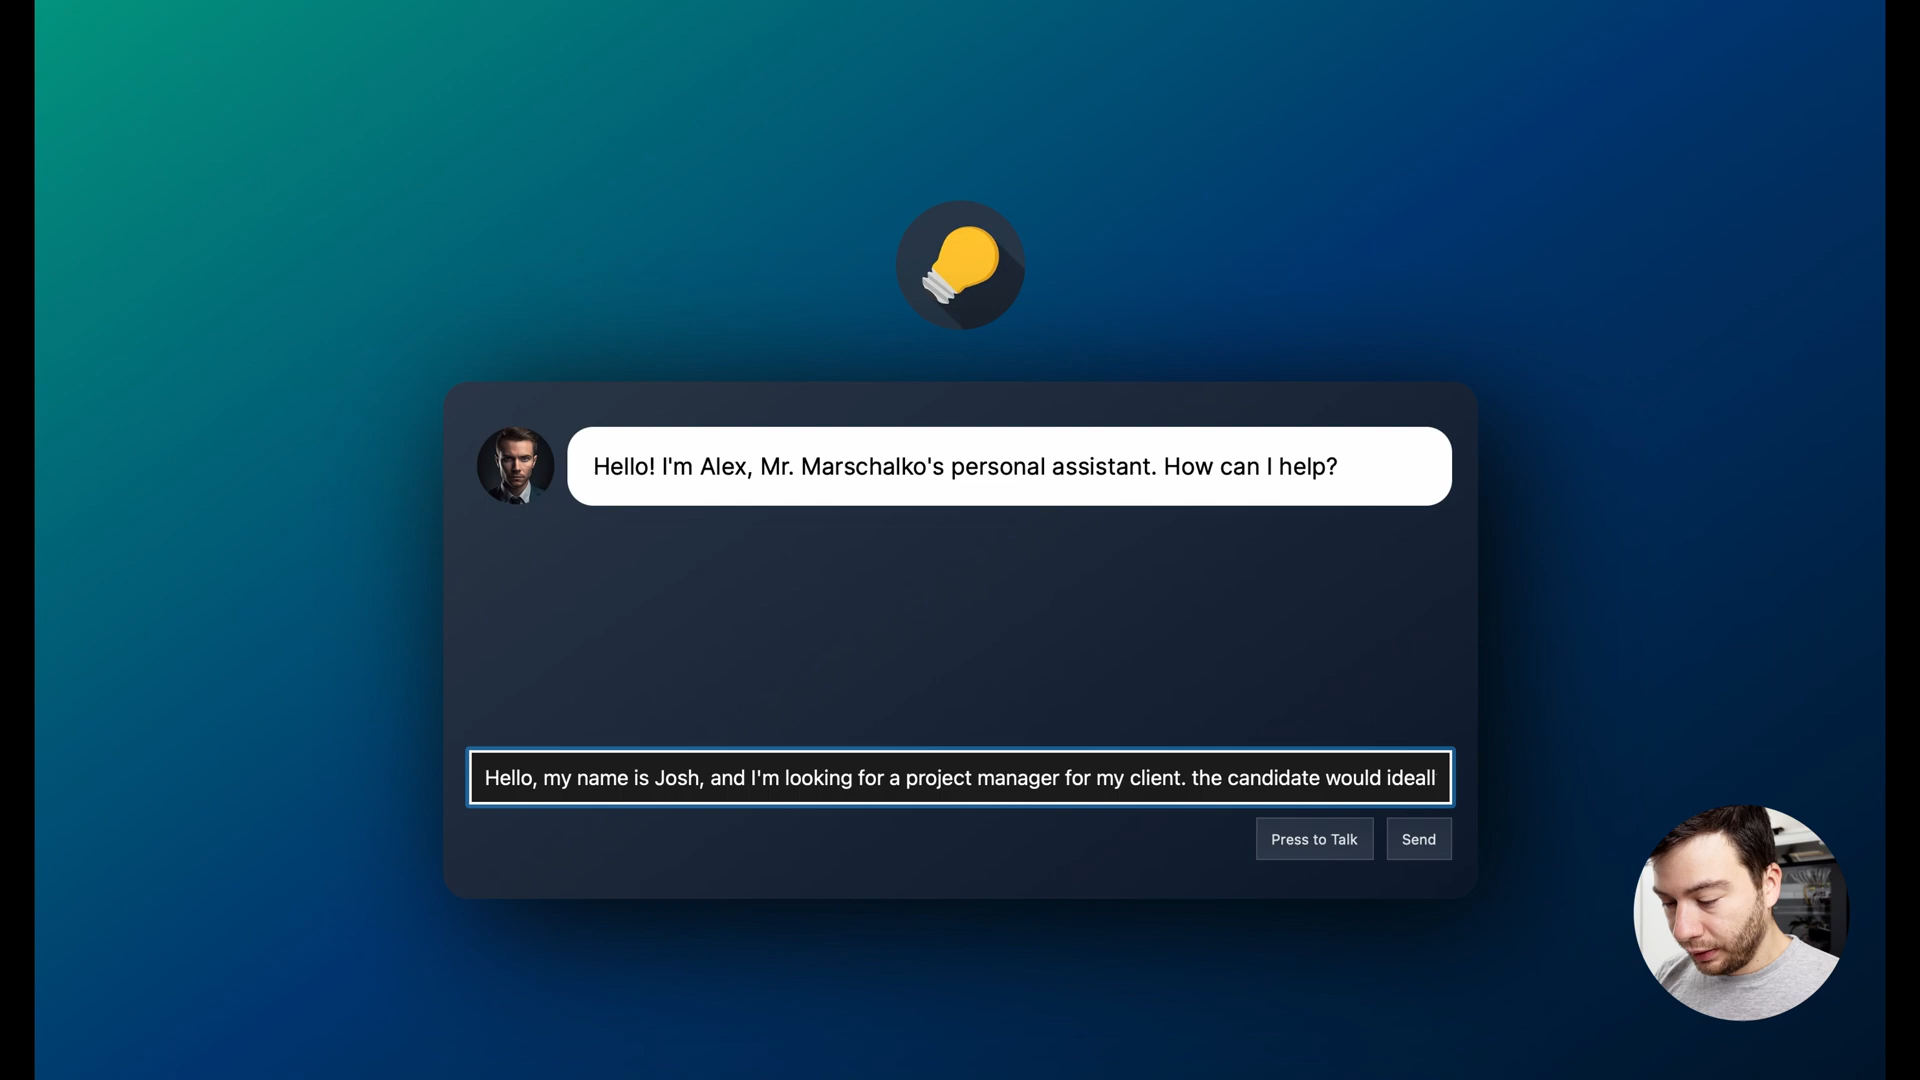 Hello! I'm Alex, Mr. Marschalko's personal assistant. How can I help?
Hello, my name is Josh, and I'm looking for a project manager for my client. the candidate would ideall
Press to Talk
Send